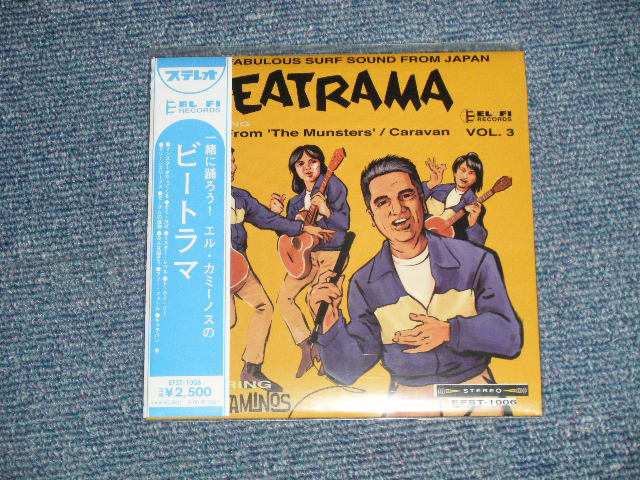 ステレオ
EL FI
RECORDS
一緒に踊ろう! エル・カミーノスの
ビートラマ
EFST-1006
¥2,500
FABULOUS SURF SOUND FROM JAPAN
EATRAMA
EL FI
RECORDS
From 'The Munsters' / Caravan VOL. 3
RING
AMINOS
STEREO
EFST-1006